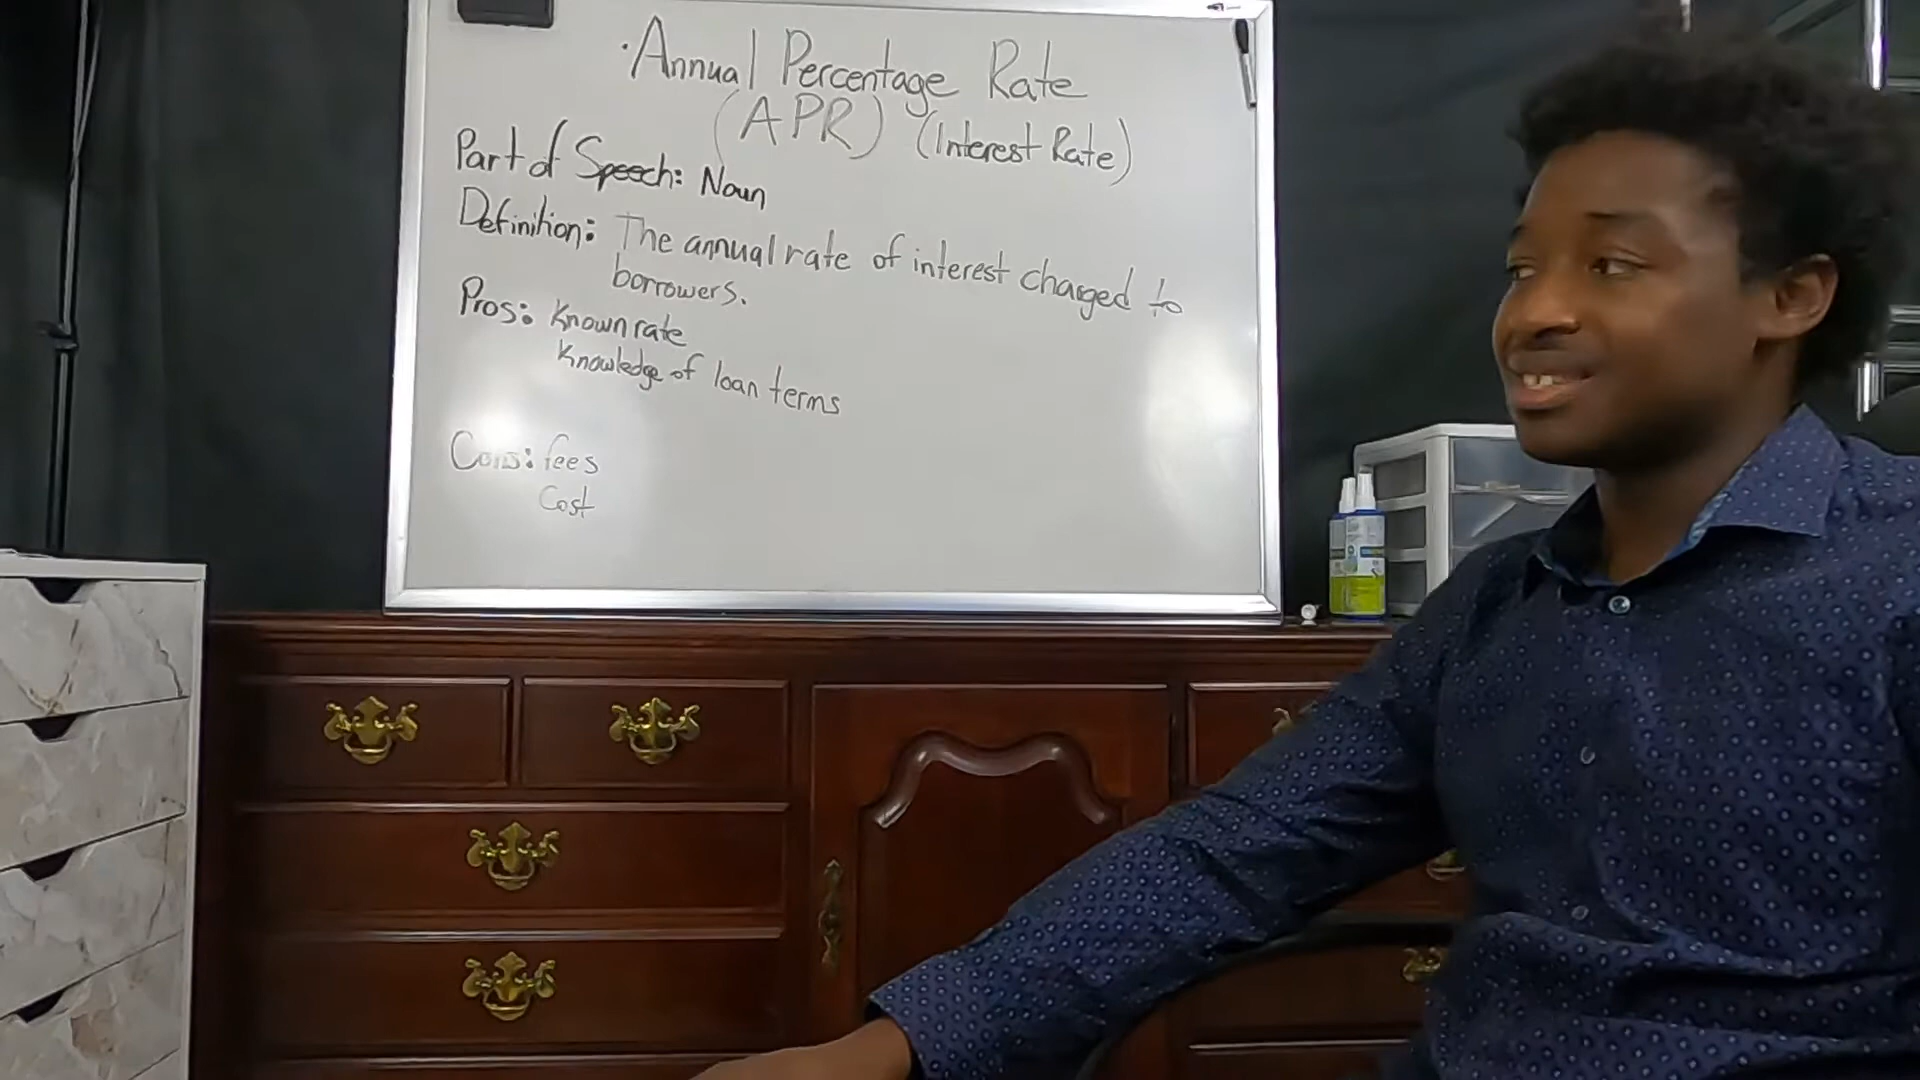 ·Annual Percentage Rate
(APR) (Interest Rate)
Part of Speech: Noun
Definition: The annual rate of interest charged to
borrowers.
Pros: Known rate
Knowledge of loan terms
Cons: fees
Cost